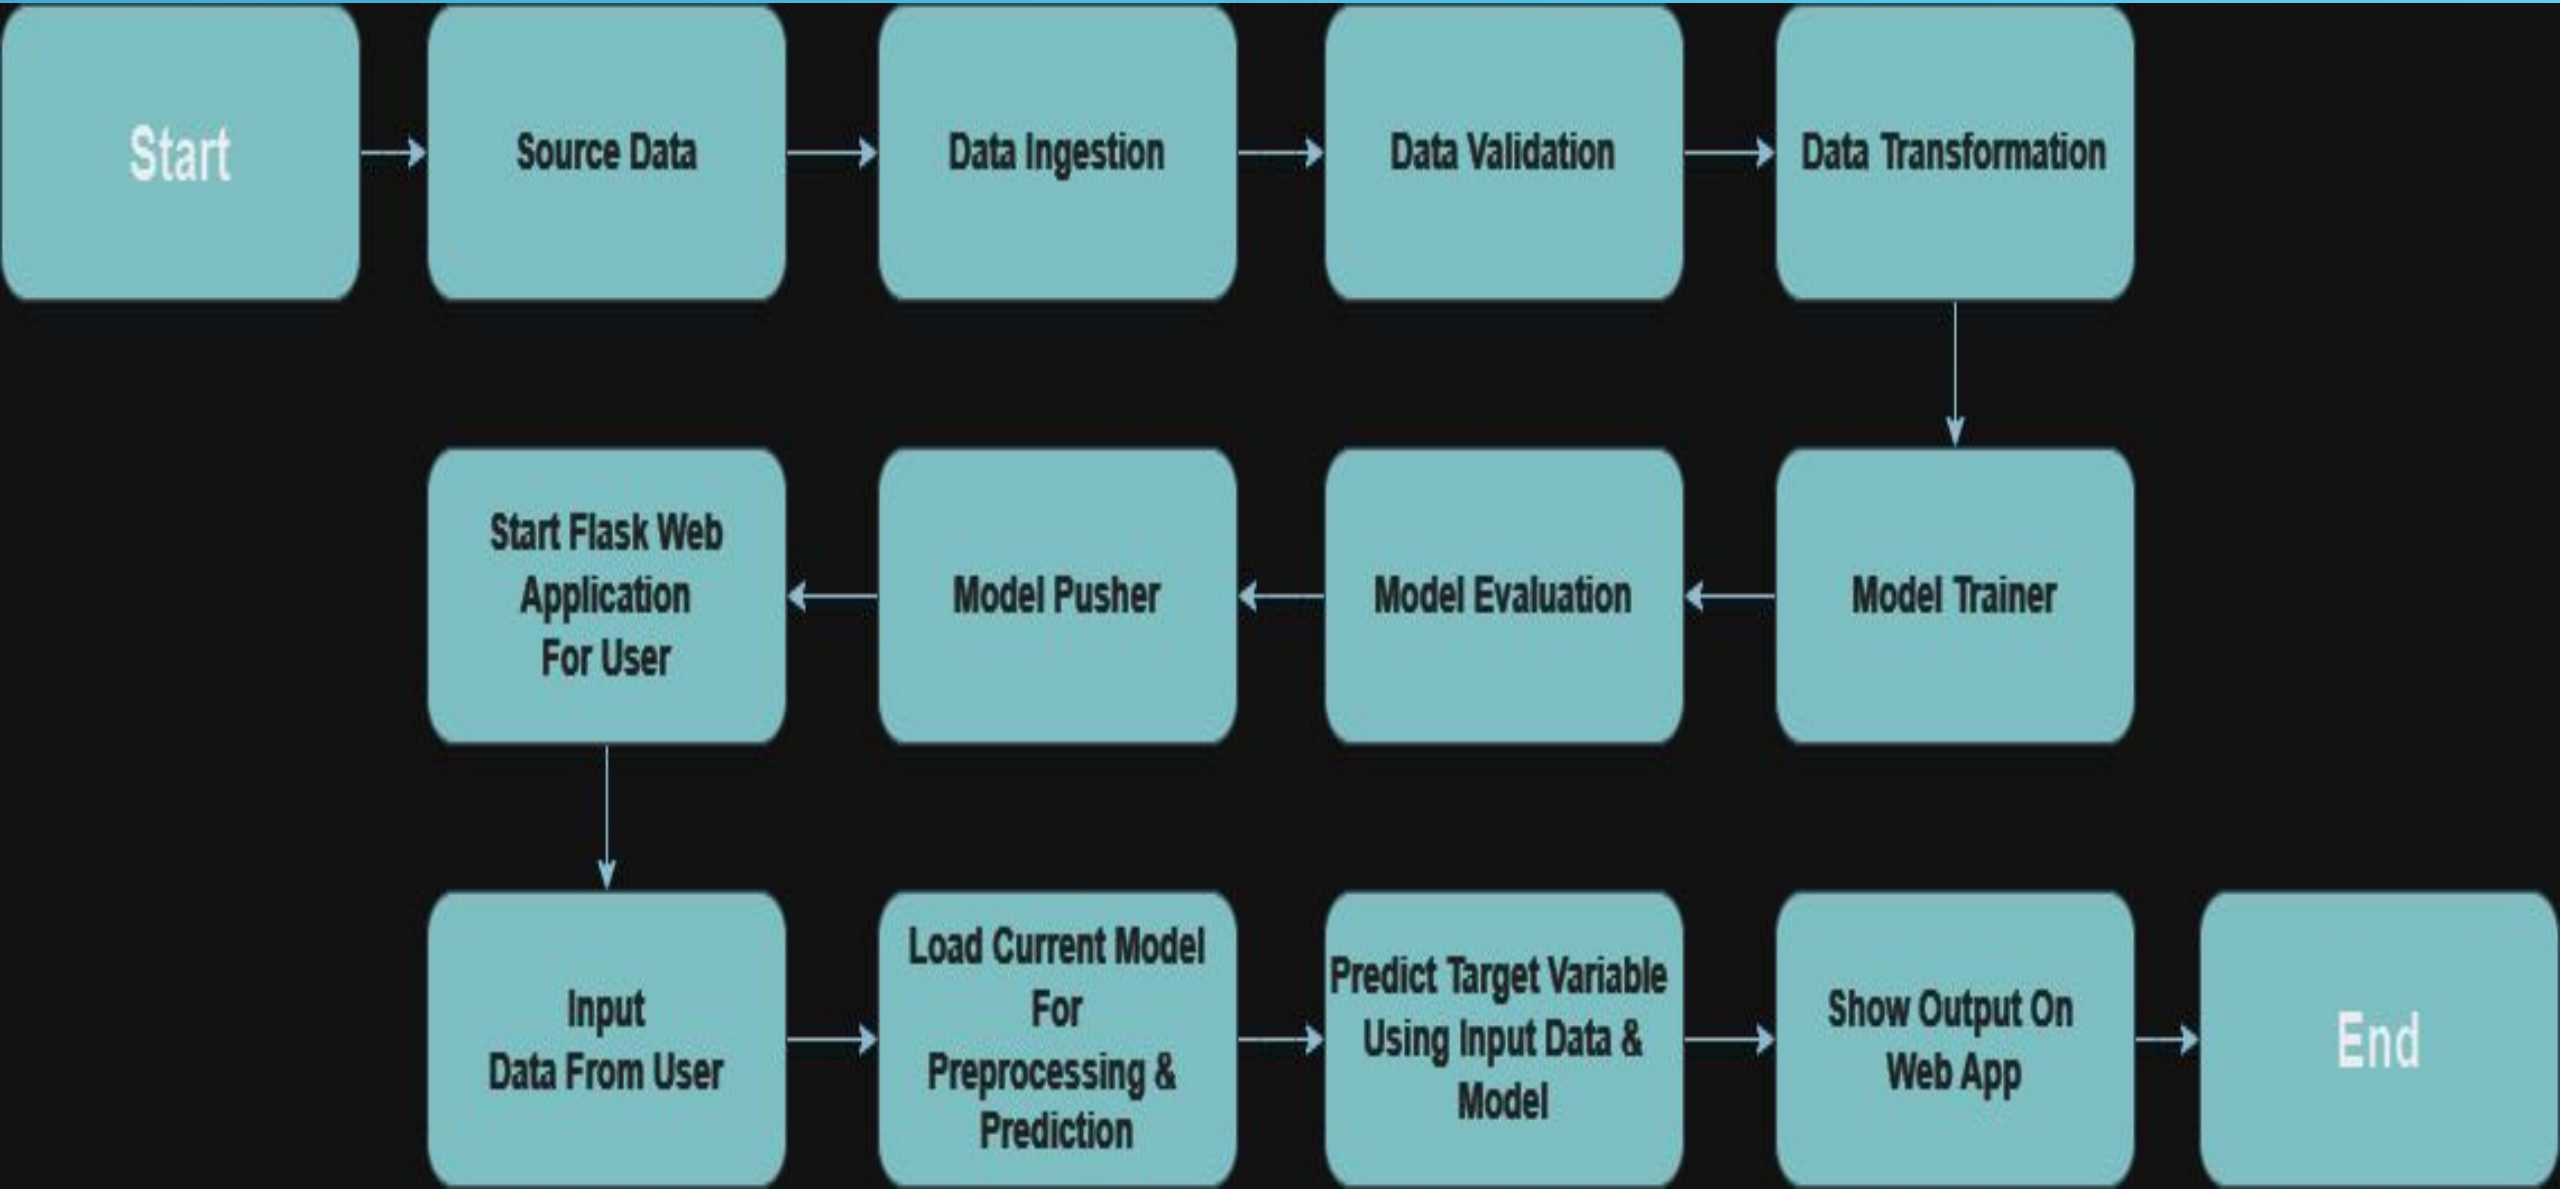 Start
Source Data
Data Ingestion
Data Validation
Data Transformation
Model Trainer
Model Evaluation
Model Pusher
Start Flask Web
Application
For User
Input
Data From User
Load Current Model
For
Preprocessing &
Prediction
Predict Target Variable
Using Input Data &
Model
Show Output On
Web App
End